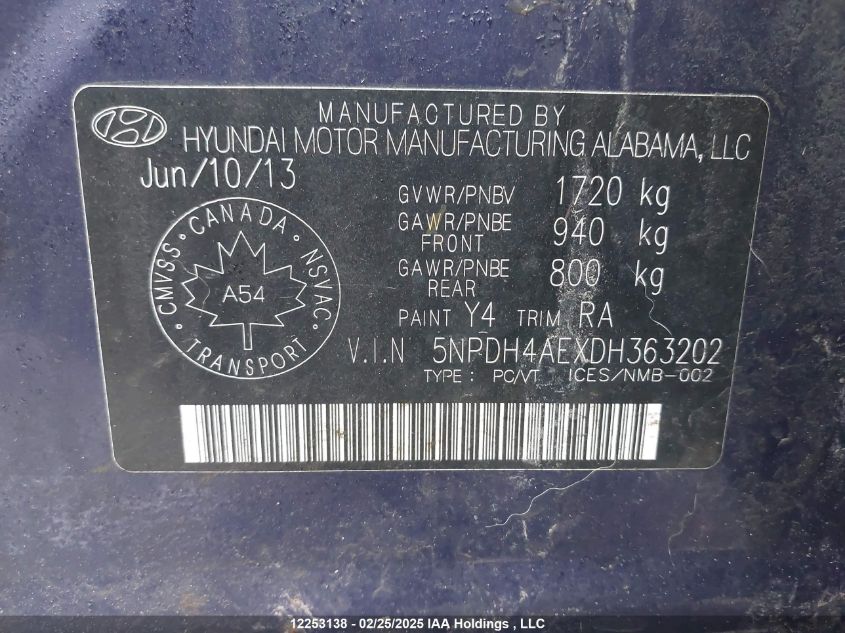 MANUFACTURED BY
HYUNDAI MOTOR MANUFACTURING ALABAMA, LLC
Jun/10/13
GVWR/PNBV 1720 kg
GAWR/PNBE FRONT 940 kg
GAWR/PNBE REAR 800 kg
PAINT Y4 TRIM RA
V.I.N 5NPDH4AEXDH363202
TYPE : PC/VT ICES/NMB-002
CANADA
CMVSS NSVAC
A54
TRANSPORT
12253138 - 02/25/2025 IAA Holdings , LLC